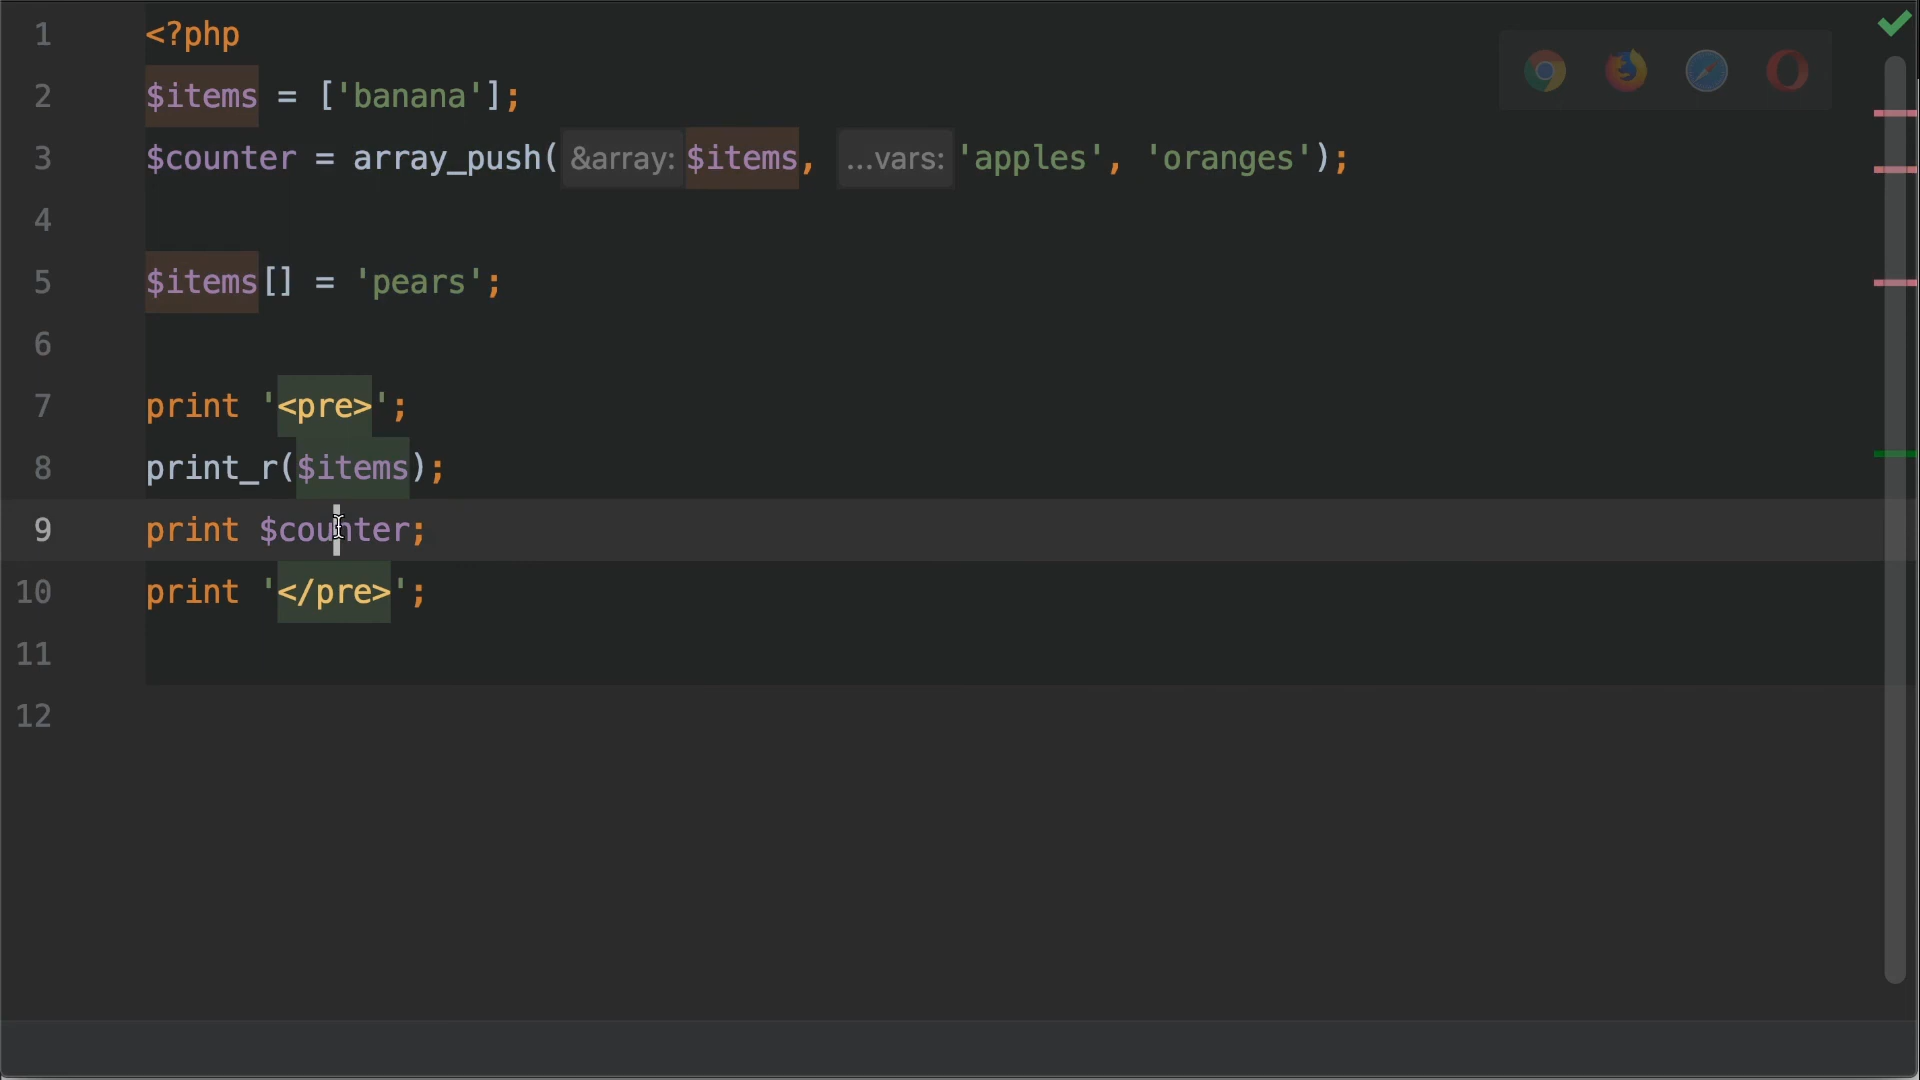 1 <?php
2 $items = ['banana'];
3 $counter = array_push( &array: $items, ...vars: 'apples', 'oranges');
4
5 $items[] = 'pears';
6
7 print '<pre>';
8 print_r($items);
9 print $counter;
10 print '</pre>';
11
12